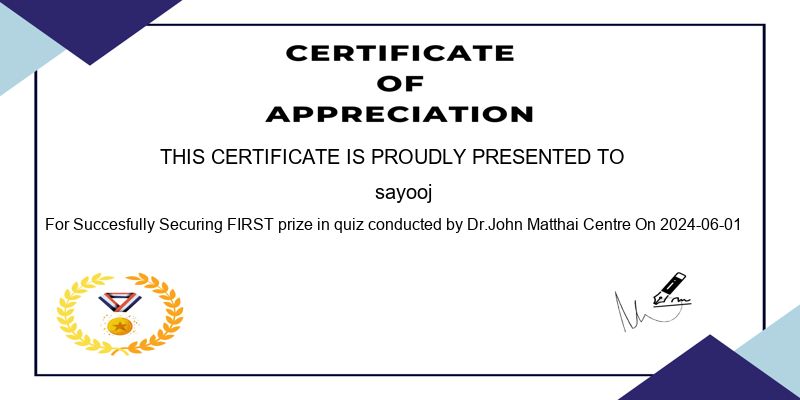 CERTIFICATE
OF
APPRECIATION
THIS CERTIFICATE IS PROUDLY PRESENTED TO
sayooj
For Succesfully Securing FIRST prize in quiz conducted by Dr.John Matthai Centre On 2024-06-01